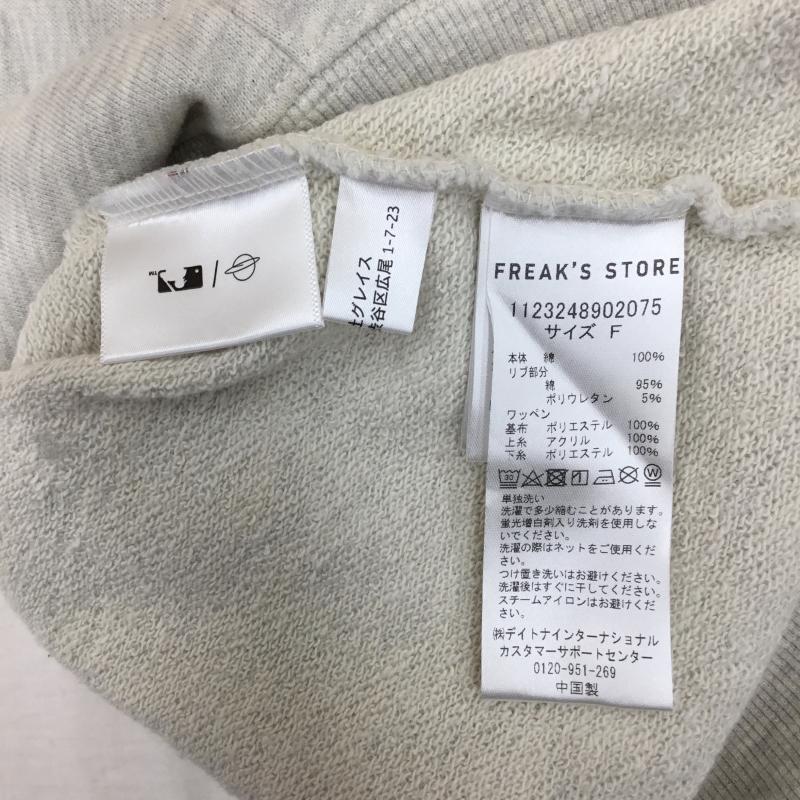 TM
グレイス
渋谷区広尾 1-7-23
FREAK'S STORE
1123248902075
サイズ F
本体 綿 100%
リブ部分
綿 95%
ポリウレタン 5%
ワッペン
基布 ポリエステル 100%
上糸 アクリル 100%
下糸 ポリエステル 100%
30
W
単独洗い
洗濯で多少縮むことがあります。
蛍光増白剤入り洗剤を使用しな
いでください。
洗濯の際はネットをご使用くだ
さい。
つけ置き洗いはお避けください。
洗濯後はすぐに干してください。
スチームアイロンはお避けくだ
さい。
㈱デイトナインターナショナル
カスタマーサポートセンター
0120-951-269
中国製